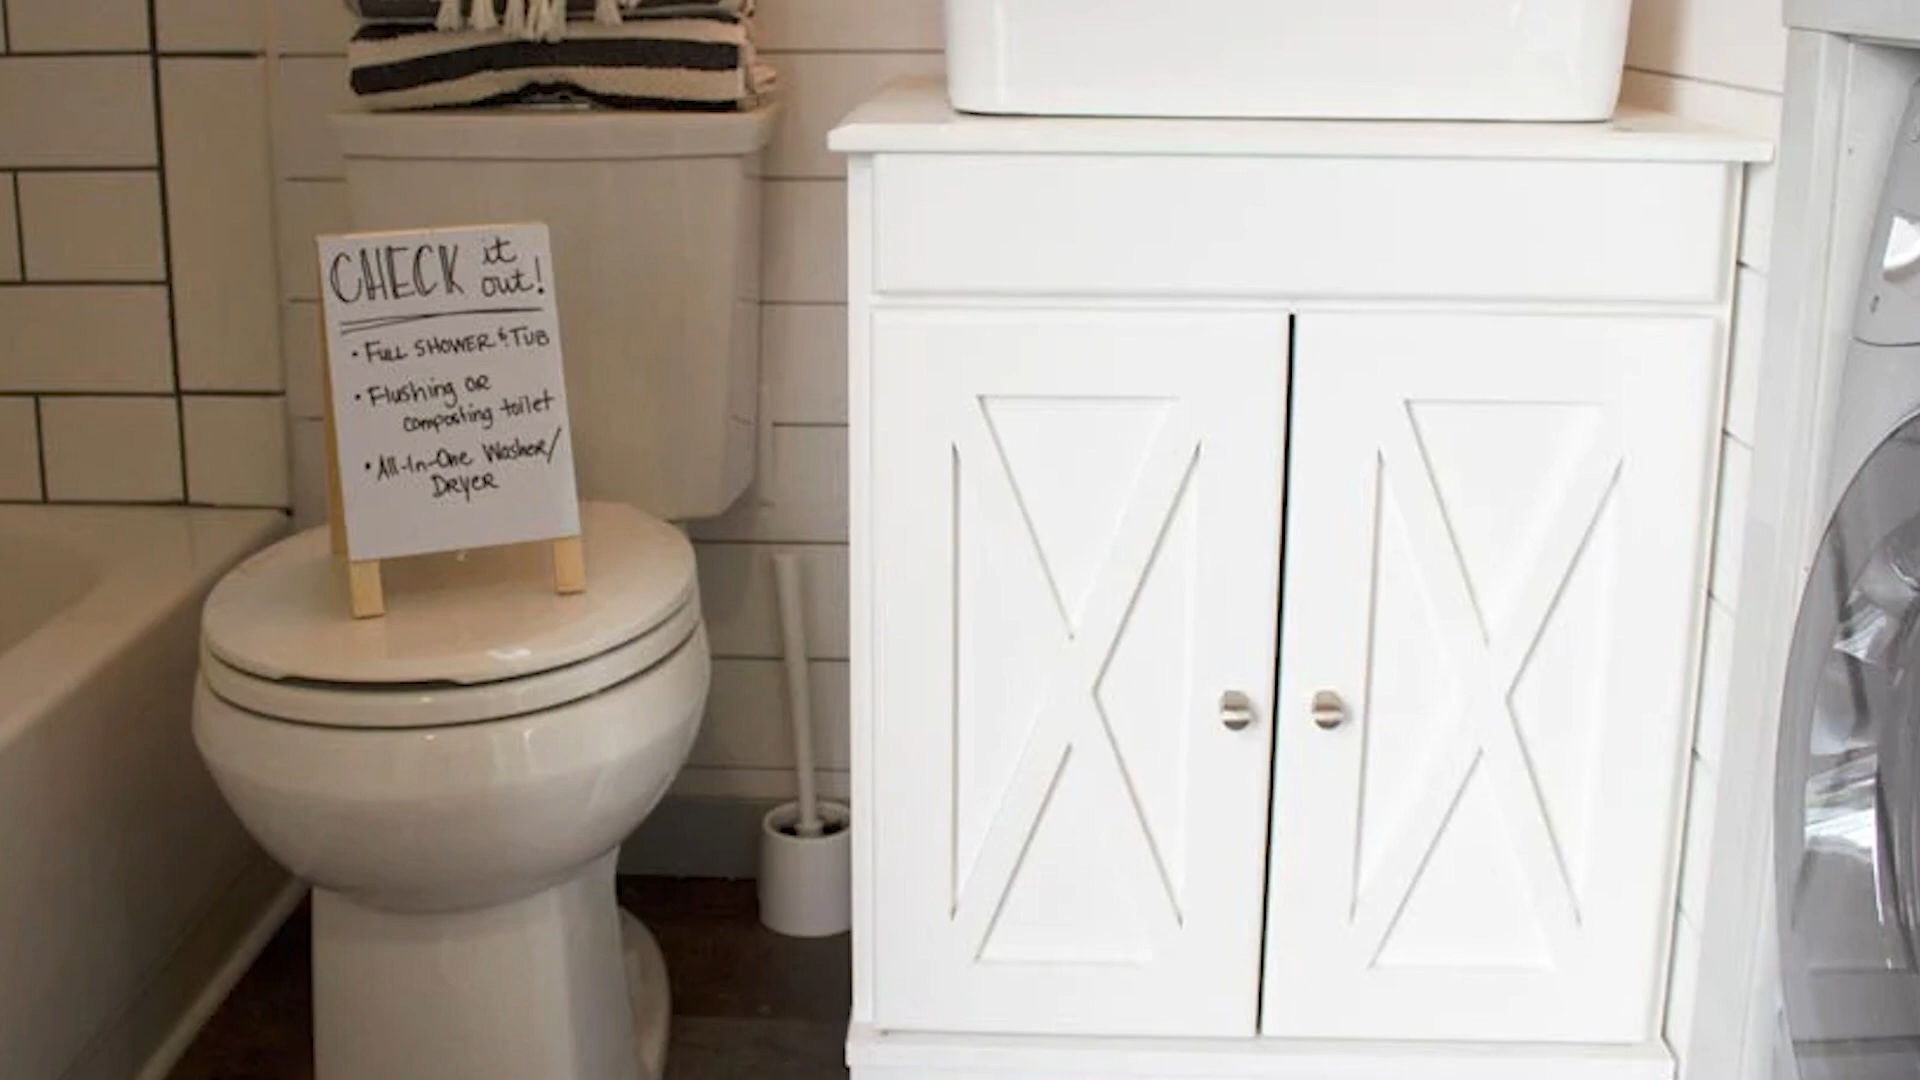 CHECK it
out!
• FULL SHOWER & TUB
• Flushing OR
composting toilet
• All-In-One Washer/
Dryer